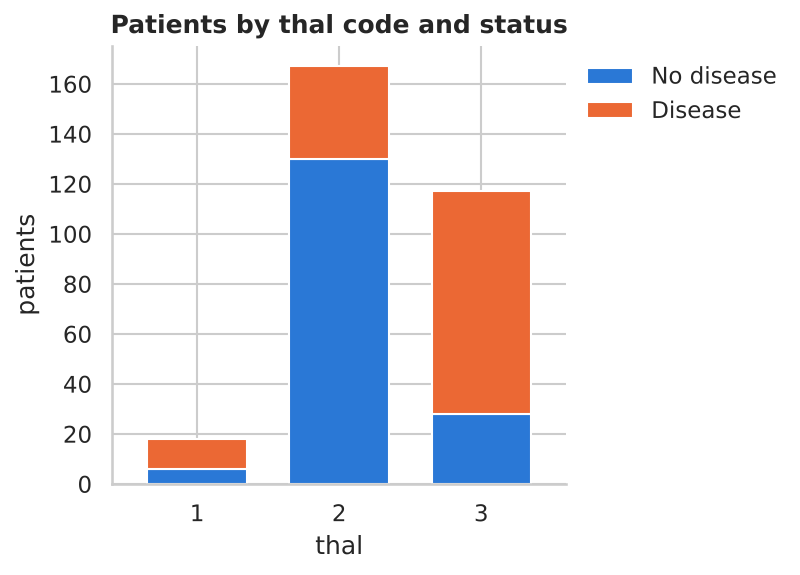 Patients by thal code and status
No disease
Disease
160
140
120
100
80
60
40
20
0
patients
1 2 3
thal